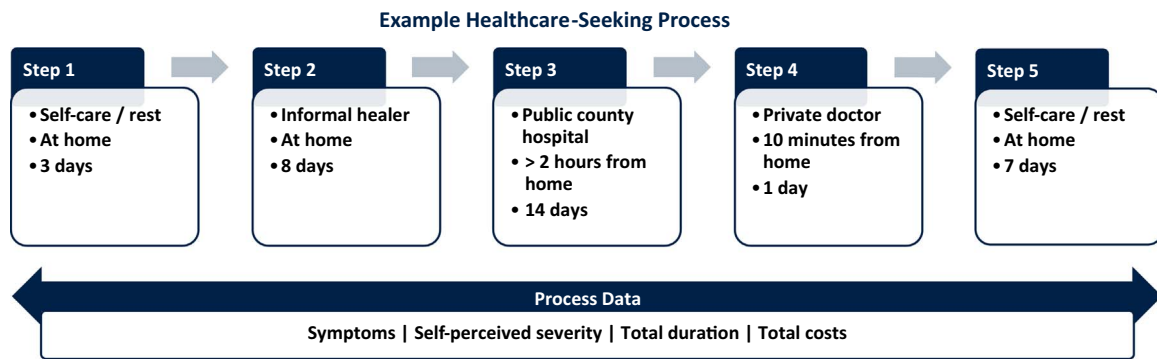 Example Healthcare-Seeking Process
Step 1
• Self-care / rest
• At home
• 3 days
Step 2
• Informal healer
• At home
• 8 days
Step 3
• Public county
hospital
• > 2 hours from
home
• 14 days
Step 4
• Private doctor
• 10 minutes from
home
• 1 day
Step 5
• Self-care / rest
• At home
• 7 days
Process Data
Symptoms | Self-perceived severity | Total duration | Total costs